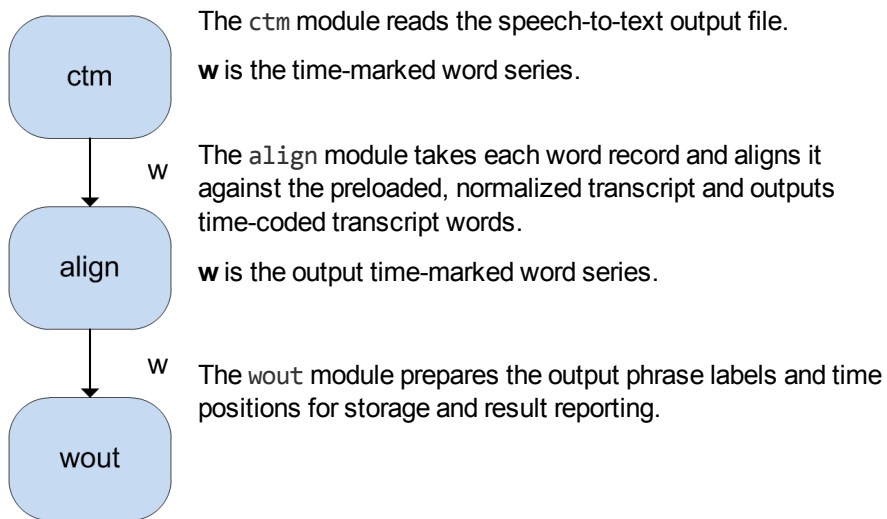 The ctm module reads the speech-to-text output file.
ctm
w is the time-marked word series.
w
The align module takes each word record and aligns it
against the preloaded, normalized transcript and outputs
time-coded transcript words.
align
w is the output time-marked word series.
w
The wout module prepares the output phrase labels and time
positions for storage and result reporting.
wout